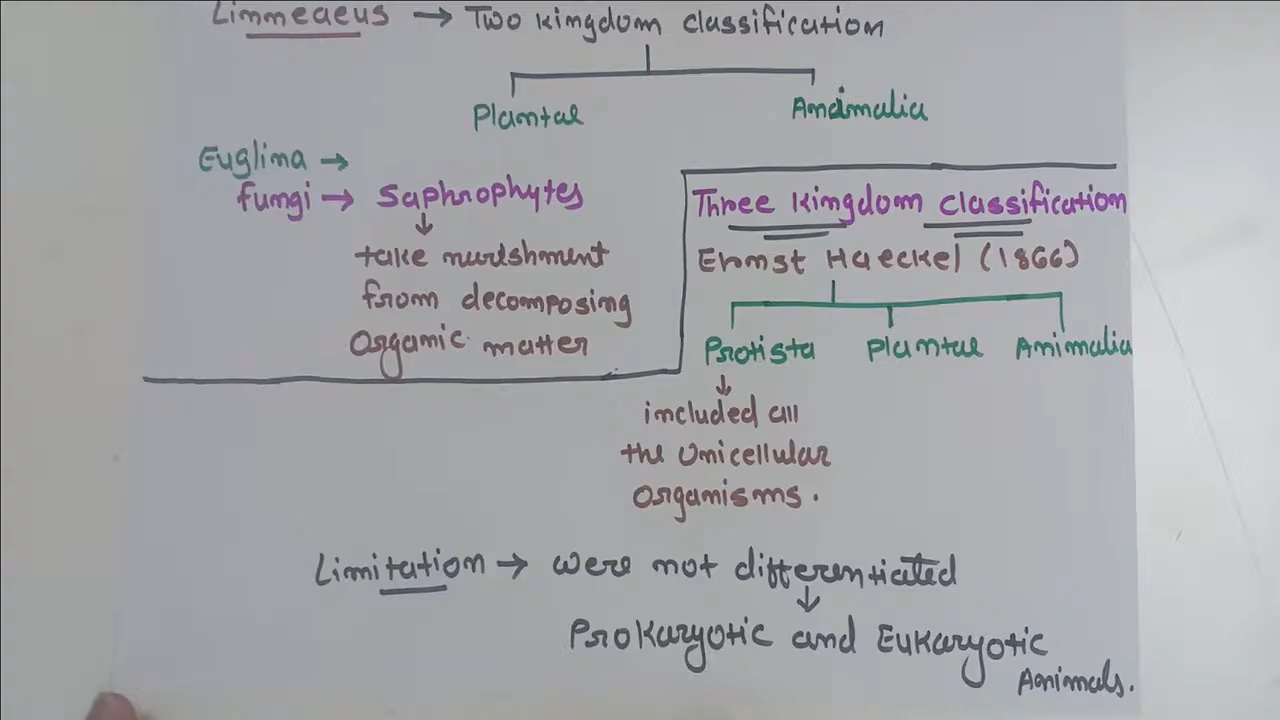 Linneaeus → Two kingdom classification
Plantae Animalia
Euglina →
fungi → Saphrophytes
↓
take nurishment
from decomposing
Organic matter
Three kingdom classification
Ernst Haeckel (1866)
Protista Plantae Animalia
↓
included all
the Unicellular
Organisms.
Limitation → were not differentiated
↓
Prokaryotic and Eukaryotic
Animals.